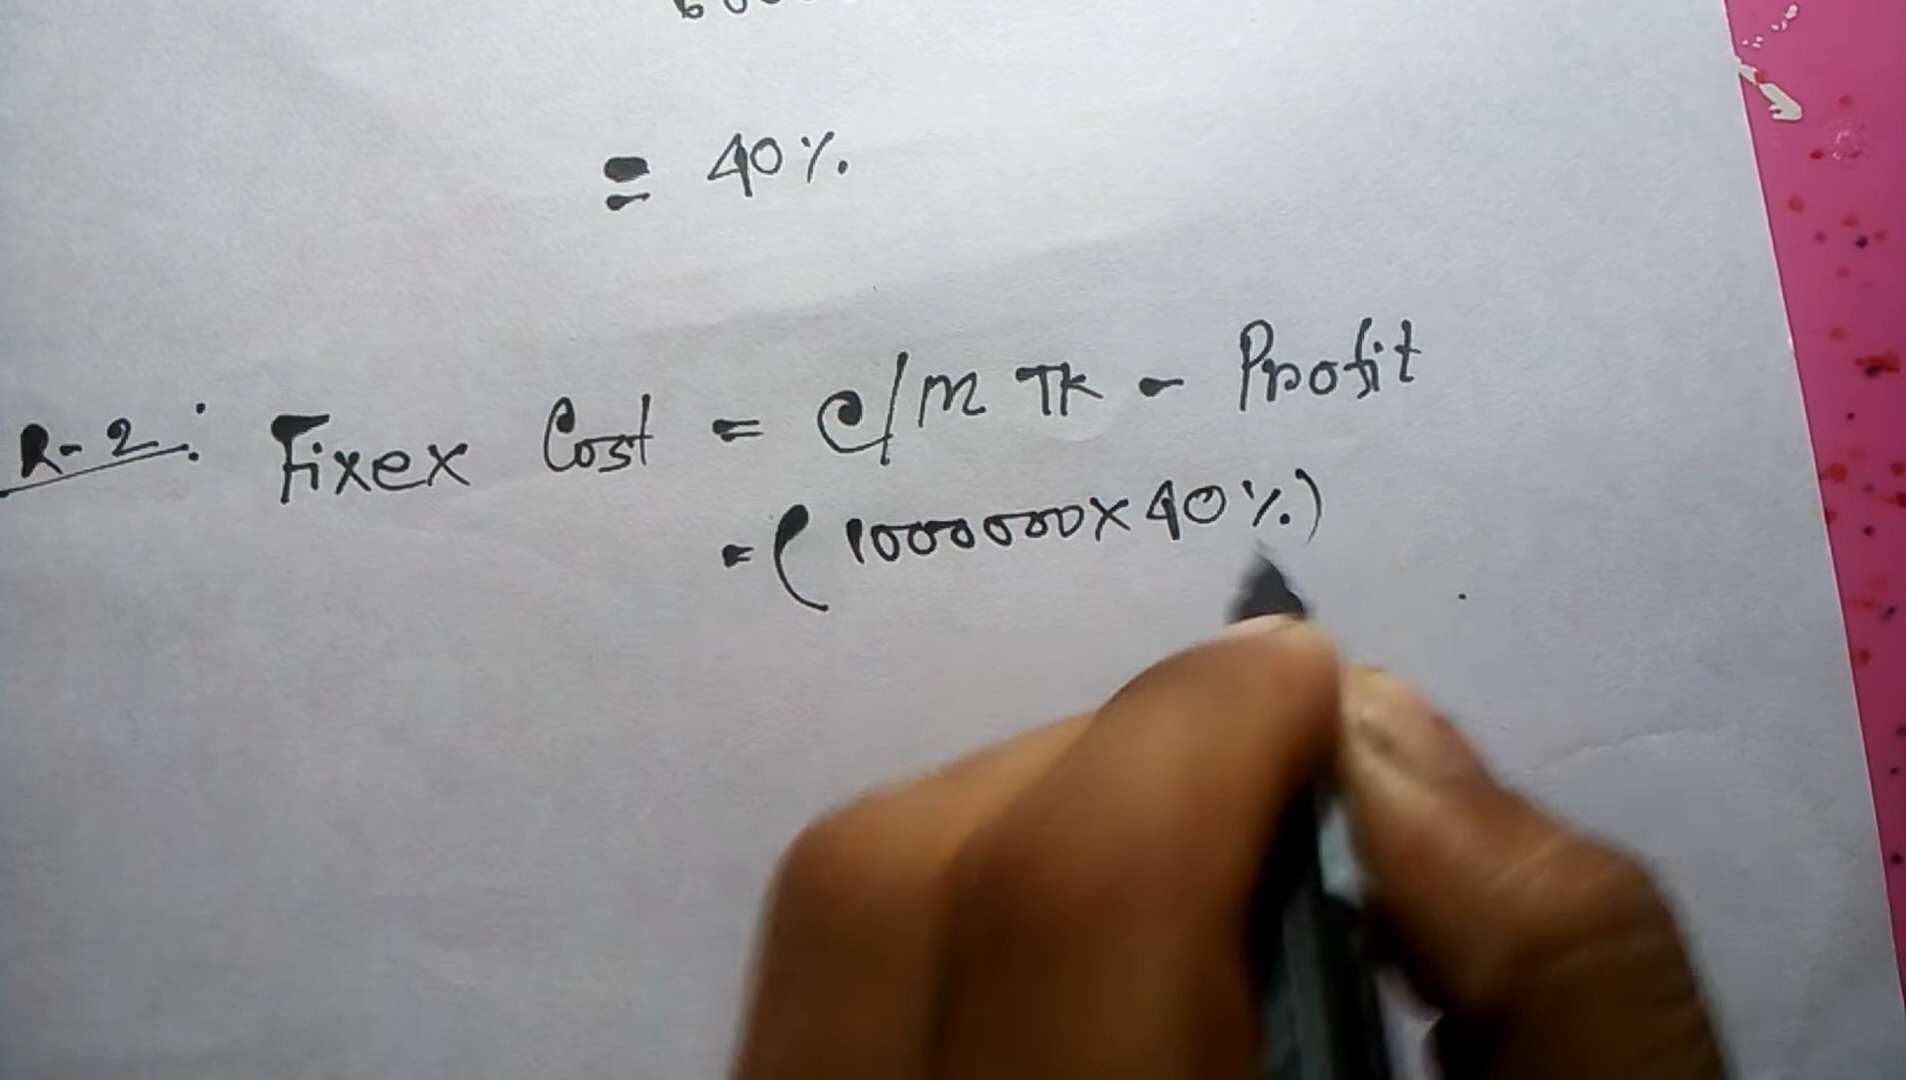 = 40%
R-2: Fixex Cost = C/M TK - Profit
= (1000000 x 40%)